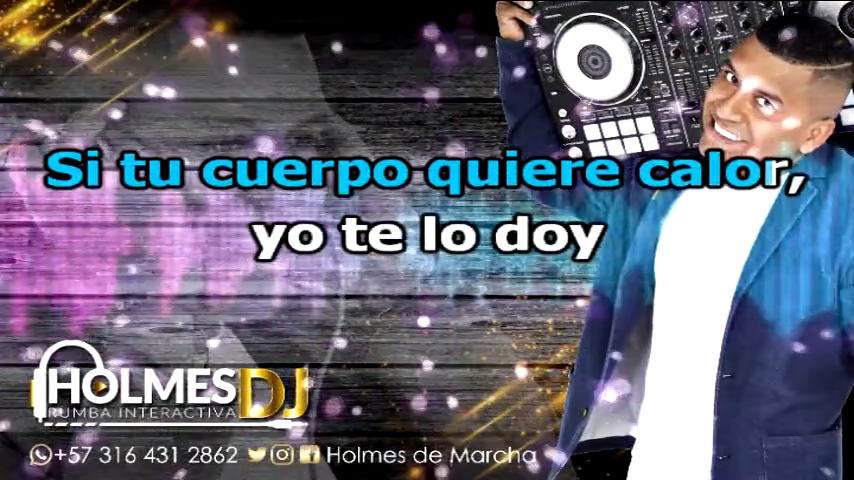 Si tu cuerpo quiere calor,
yo te lo doy
HOLMES DJ
RUMBA INTERACTIVA
+57 316 431 2862 Holmes de Marcha